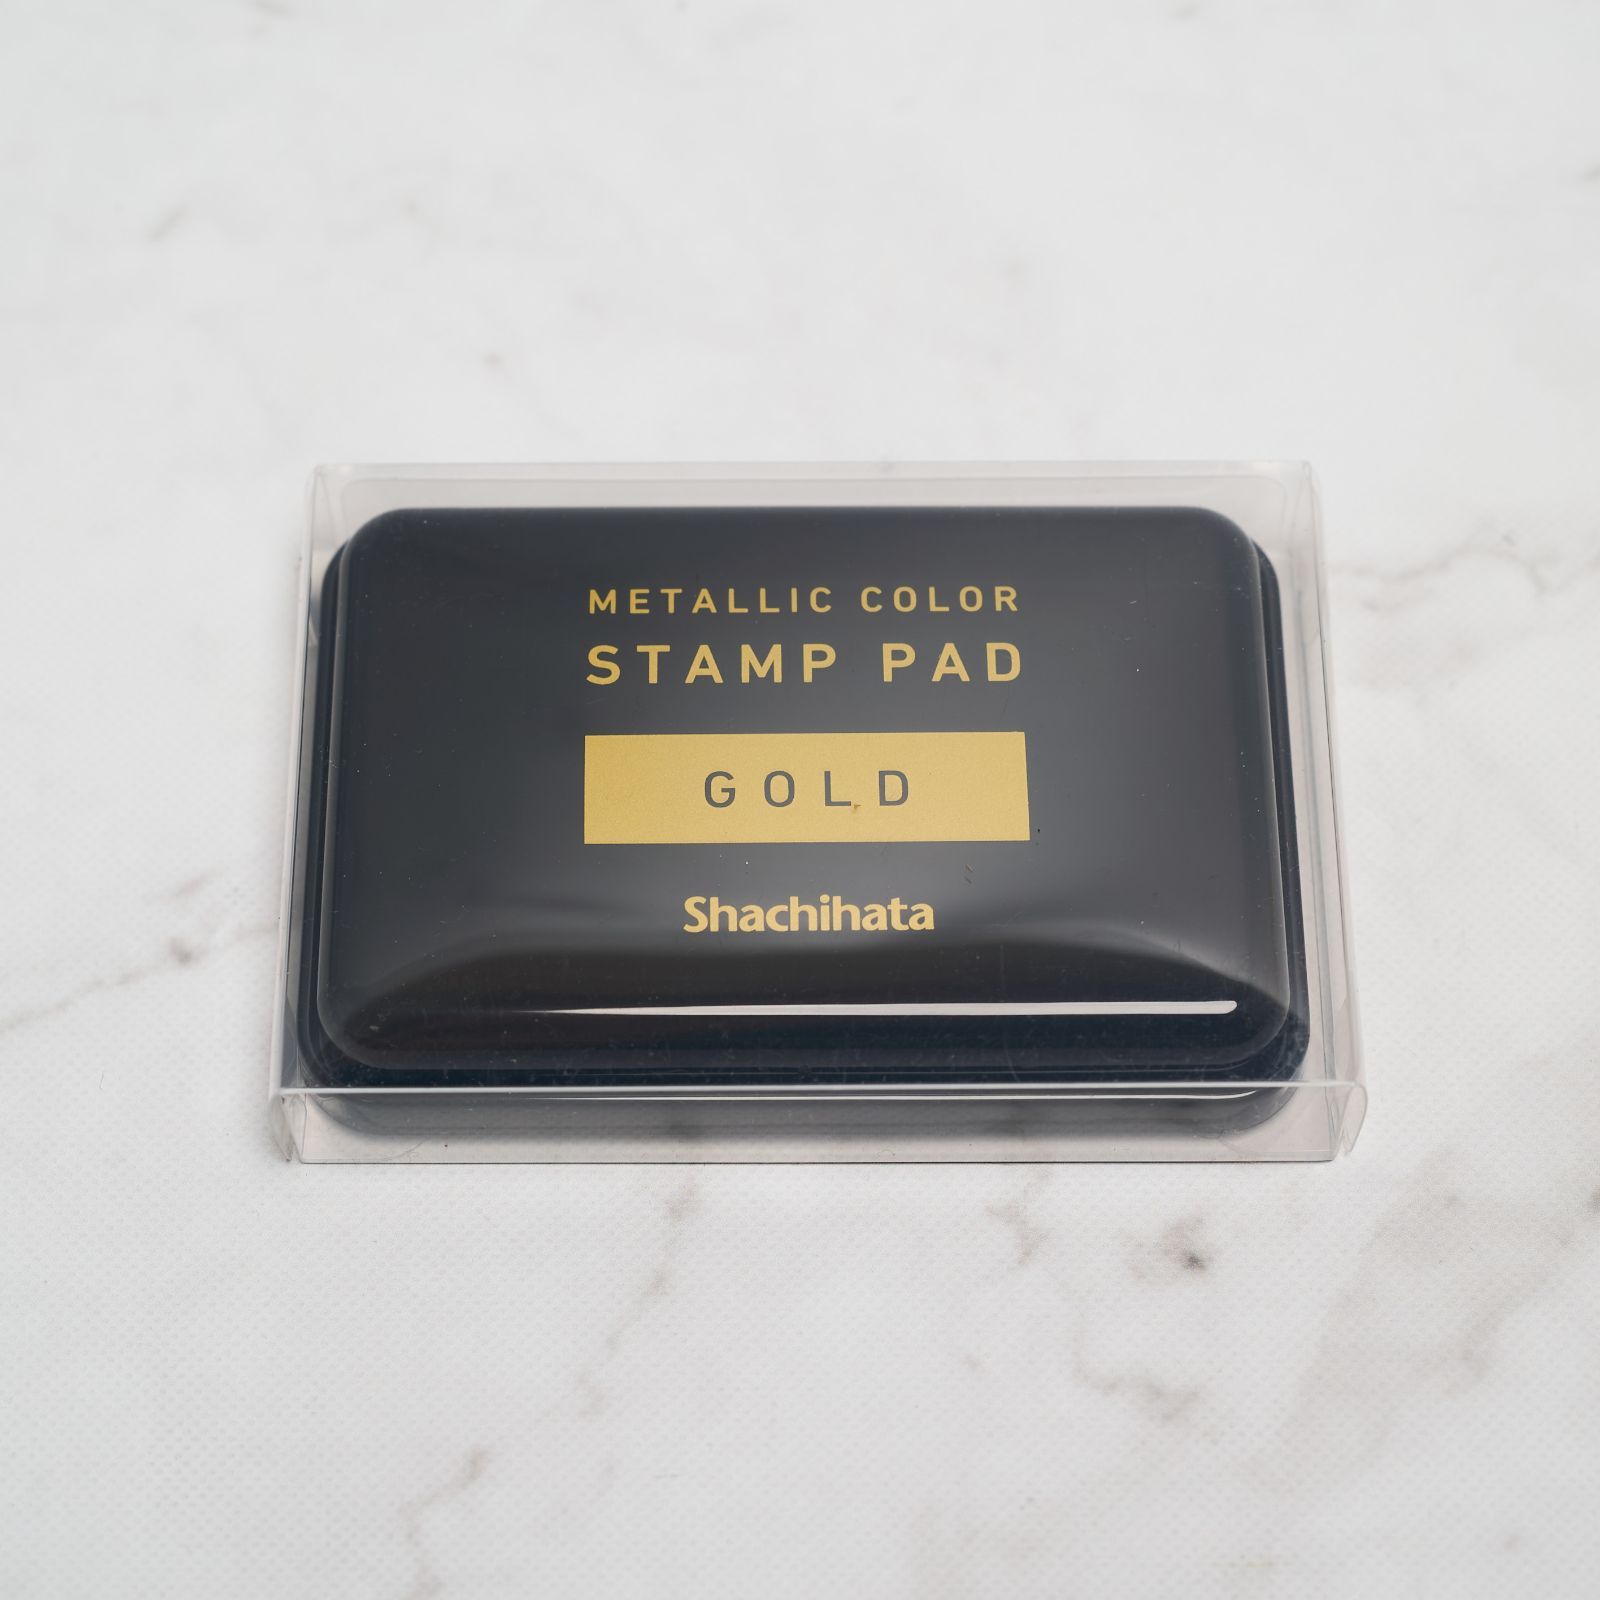 METALLIC COLOR
STAMP PAD
GOLD
Shachihata